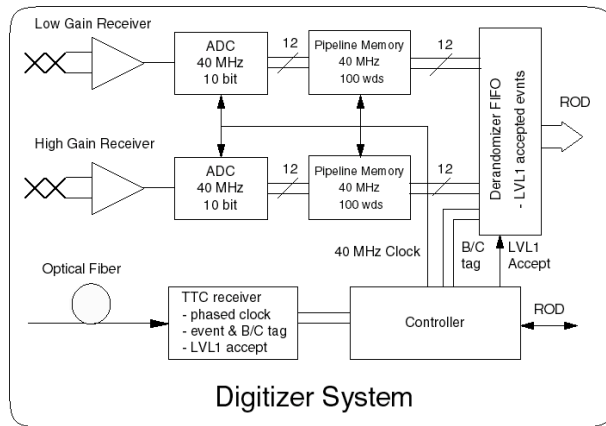 Low Gain Receiver
ADC
40 MHz
10 bit
12
Pipeline Memory
40 MHz
100 wds
12
Derandomizer FIFO
- LVL1 accepted evnts
ROD
High Gain Receiver
ADC
40 MHz
10 bit
12
Pipeline Memory
40 MHz
100 wds
12
40 MHz Clock
B/C
tag
LVL1
Accept
Optical Fiber
TTC receiver
- phased clock
- event & B/C tag
- LVL1 accept
Controller
ROD
Digitizer System